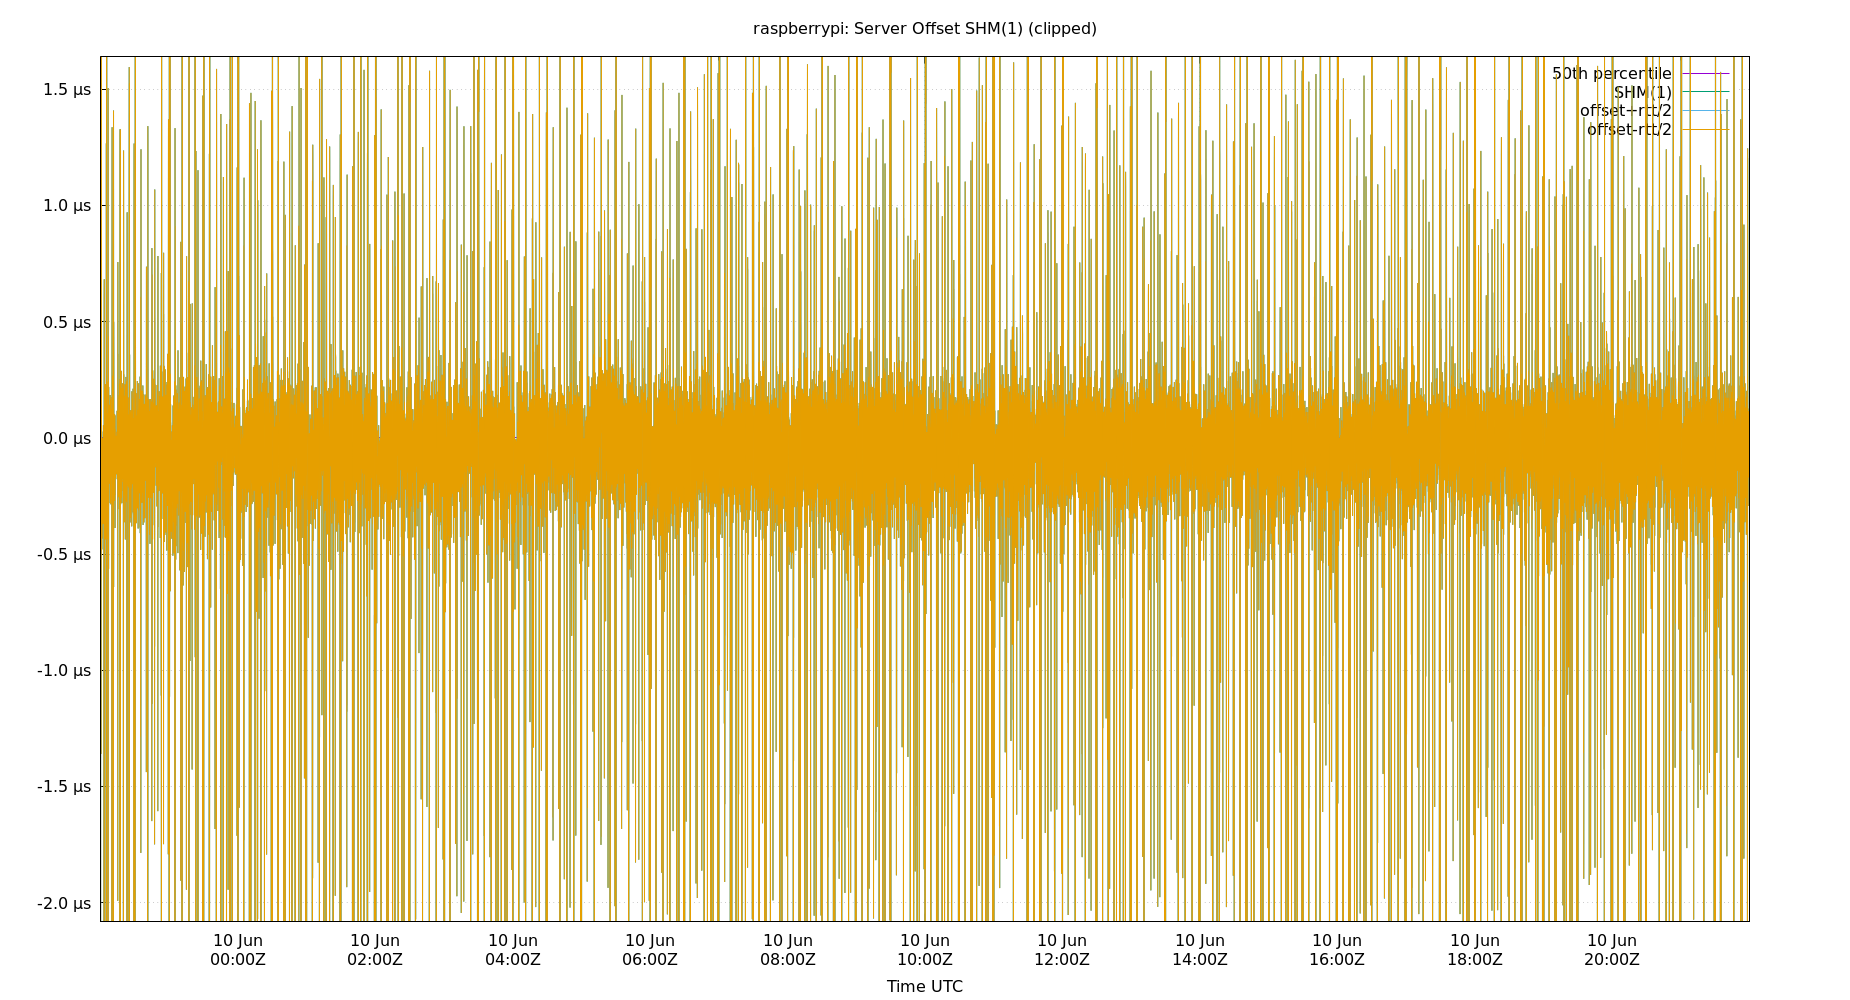 raspberrypi: Server Offset SHM(1) (clipped)
50th percentile
SHM(1)
offset+rtt/2
offset-rtt/2
1.5 µs
1.0 µs
0.5 µs
0.0 µs
-0.5 µs
-1.0 µs
-1.5 µs
-2.0 µs
10 Jun 10 Jun 10 Jun 10 Jun 10 Jun 10 Jun 10 Jun 10 Jun 10 Jun 10 Jun 10 Jun
00:00Z 02:00Z 04:00Z 06:00Z 08:00Z 10:00Z 12:00Z 14:00Z 16:00Z 18:00Z 20:00Z
Time UTC